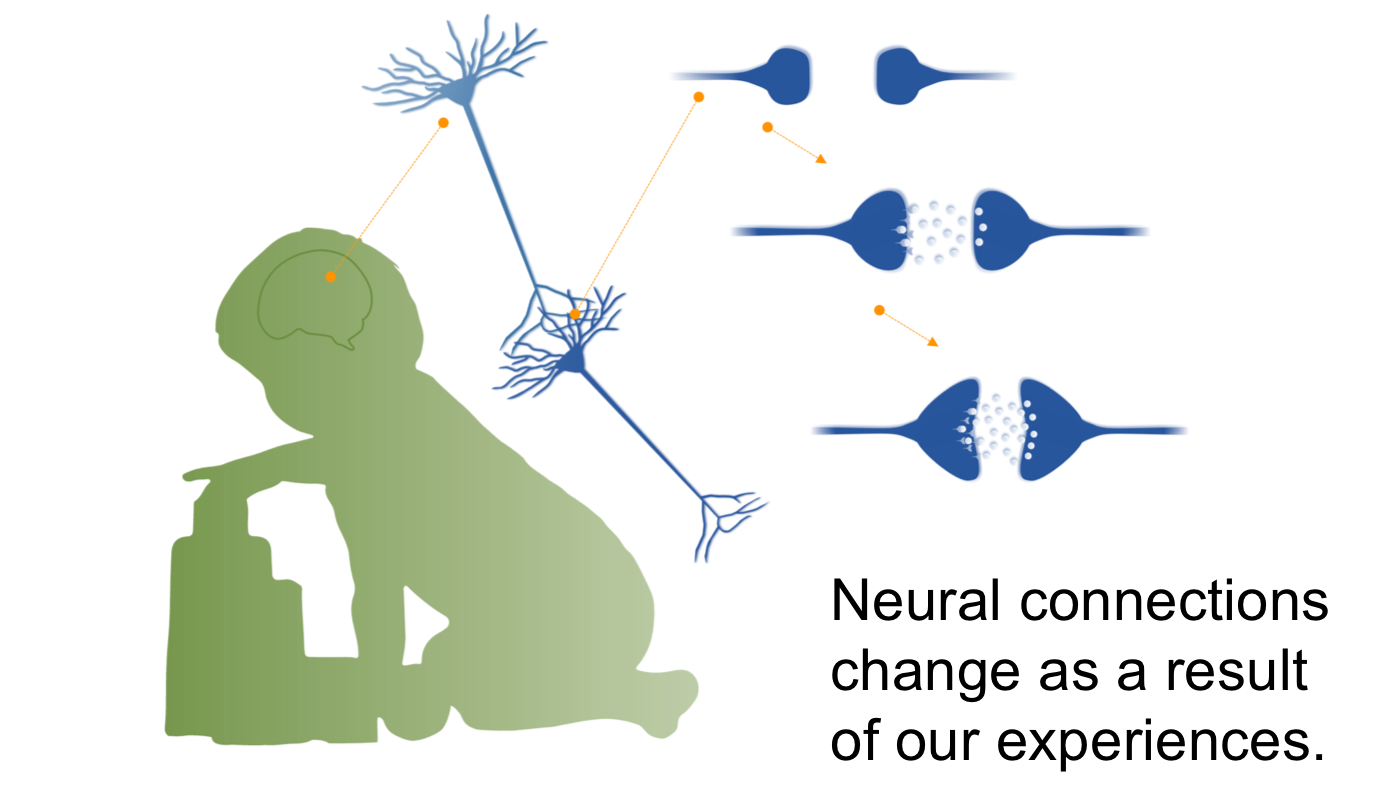 Neural connections
change as a result
of our experiences.